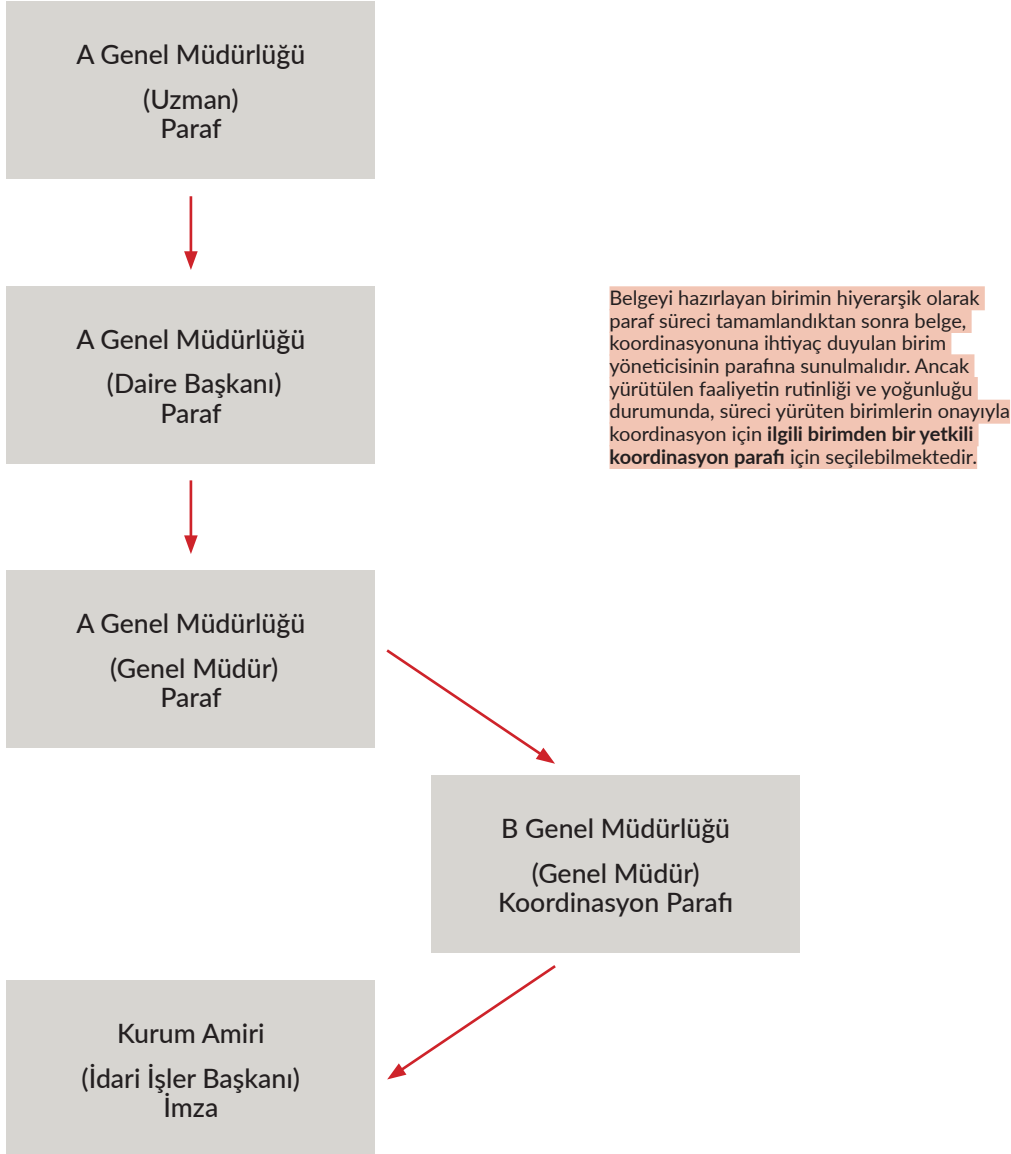 A Genel Müdürlüğü
(Uzman)
Paraf
A Genel Müdürlüğü
(Daire Başkanı)
Paraf
Belgeyi hazırlayan birimin hiyerarşik olarak
paraf süreci tamamlandıktan sonra belge,
koordinasyonuna ihtiyaç duyulan birim
yöneticisinin parafına sunulmalıdır. Ancak
yürütülen faaliyetin rutinliği ve yoğunluğu
durumunda, süreci yürüten birimlerin onayıyla
koordinasyon için ilgili birimden bir yetkili
koordinasyon parafı için seçilebilmektedir.
A Genel Müdürlüğü
(Genel Müdür)
Paraf
B Genel Müdürlüğü
(Genel Müdür)
Koordinasyon Parafı
Kurum Amiri
(İdari İşler Başkanı)
İmza